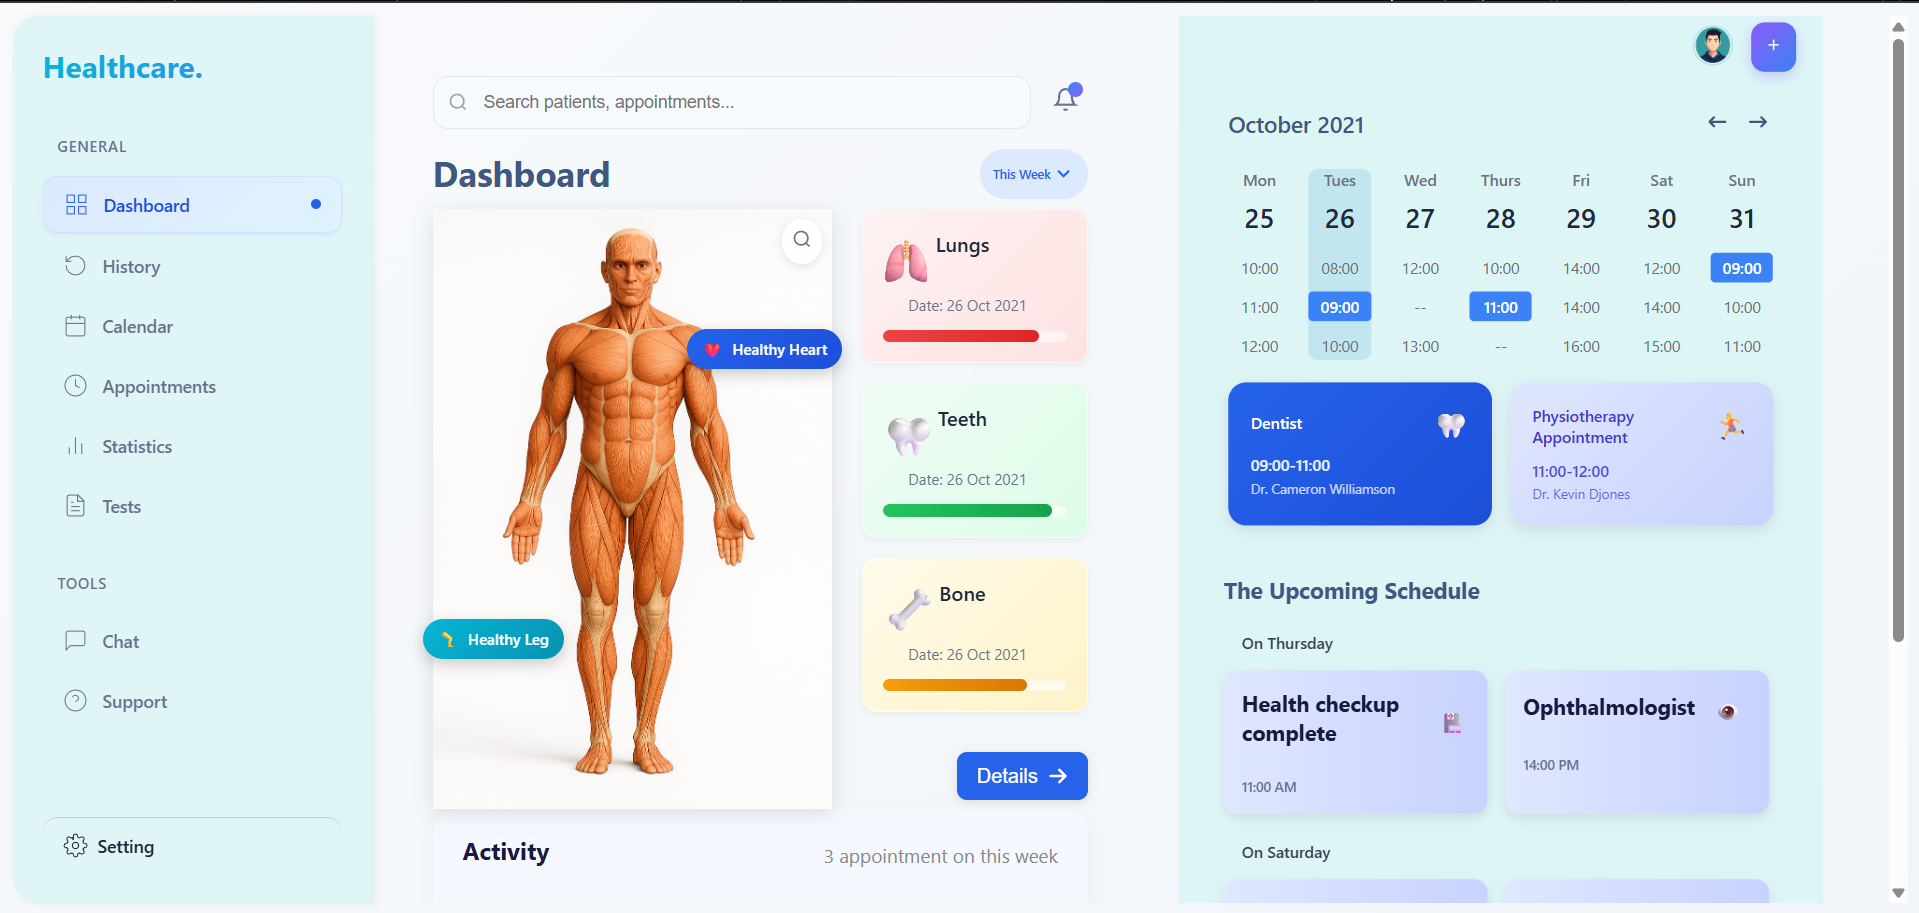 Healthcare.
GENERAL
Dashboard
History
Calendar
Appointments
Statistics
Tests
TOOLS
Chat
Support
Setting
Search patients, appointments...
Dashboard
This Week
Healthy Heart
Healthy Leg
Lungs
Date: 26 Oct 2021
Teeth
Date: 26 Oct 2021
Bone
Date: 26 Oct 2021
Details →
Activity
3 appointment on this week
+
October 2021
← →
Mon Tues Wed Thurs Fri Sat Sun
25 26 27 28 29 30 31
10:00 08:00 12:00 10:00 14:00 12:00 09:00
11:00 09:00 -- 11:00 14:00 14:00 10:00
12:00 10:00 13:00 -- 16:00 15:00 11:00
Dentist
09:00-11:00
Dr. Cameron Williamson
Physiotherapy
Appointment
11:00-12:00
Dr. Kevin Djones
The Upcoming Schedule
On Thursday
Health checkup
complete
11:00 AM
Ophthalmologist
14:00 PM
On Saturday